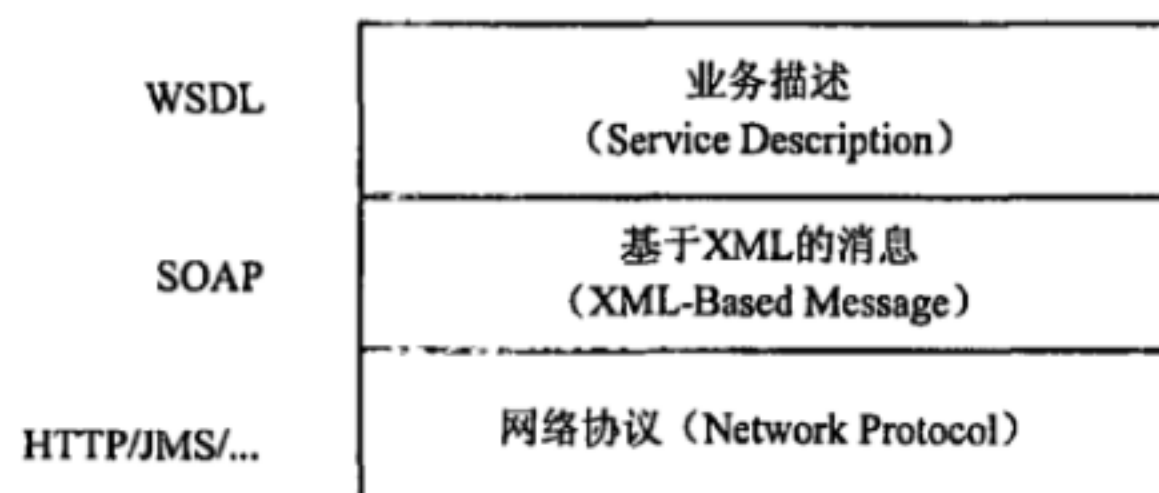 WSDL
业务描述
（Service Description）
SOAP
基于XML的消息
（XML-Based Message）
HTTP/JMS/...
网络协议（Network Protocol）